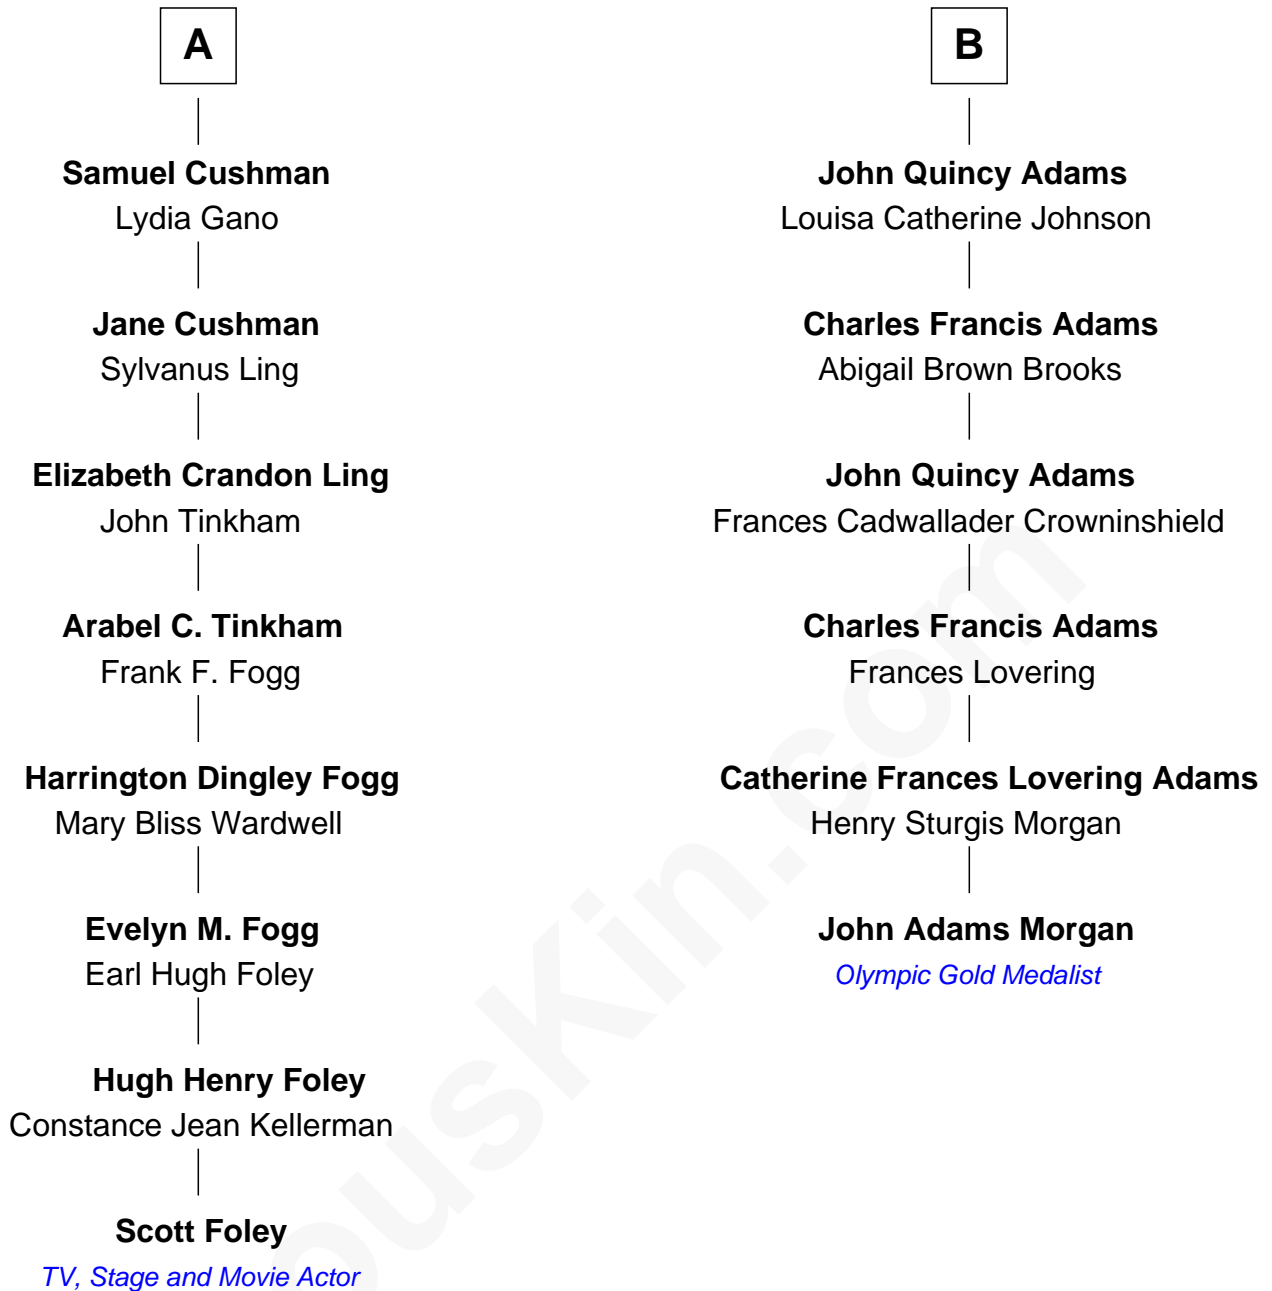 A
Samuel Cushman
Lydia Gano
Jane Cushman
Sylvanus Ling
Elizabeth Crandon Ling
John Tinkham
Arabel C. Tinkham
Frank F. Fogg
Harrington Dingley Fogg
Mary Bliss Wardwell
Evelyn M. Fogg
Earl Hugh Foley
Hugh Henry Foley
Constance Jean Kellerman
Scott Foley
TV, Stage and Movie Actor
B
John Quincy Adams
Louisa Catherine Johnson
Charles Francis Adams
Abigail Brown Brooks
John Quincy Adams
Frances Cadwallader Crowninshield
Charles Francis Adams
Frances Lovering
Catherine Frances Lovering Adams
Henry Sturgis Morgan
John Adams Morgan
Olympic Gold Medalist
ousKin.com